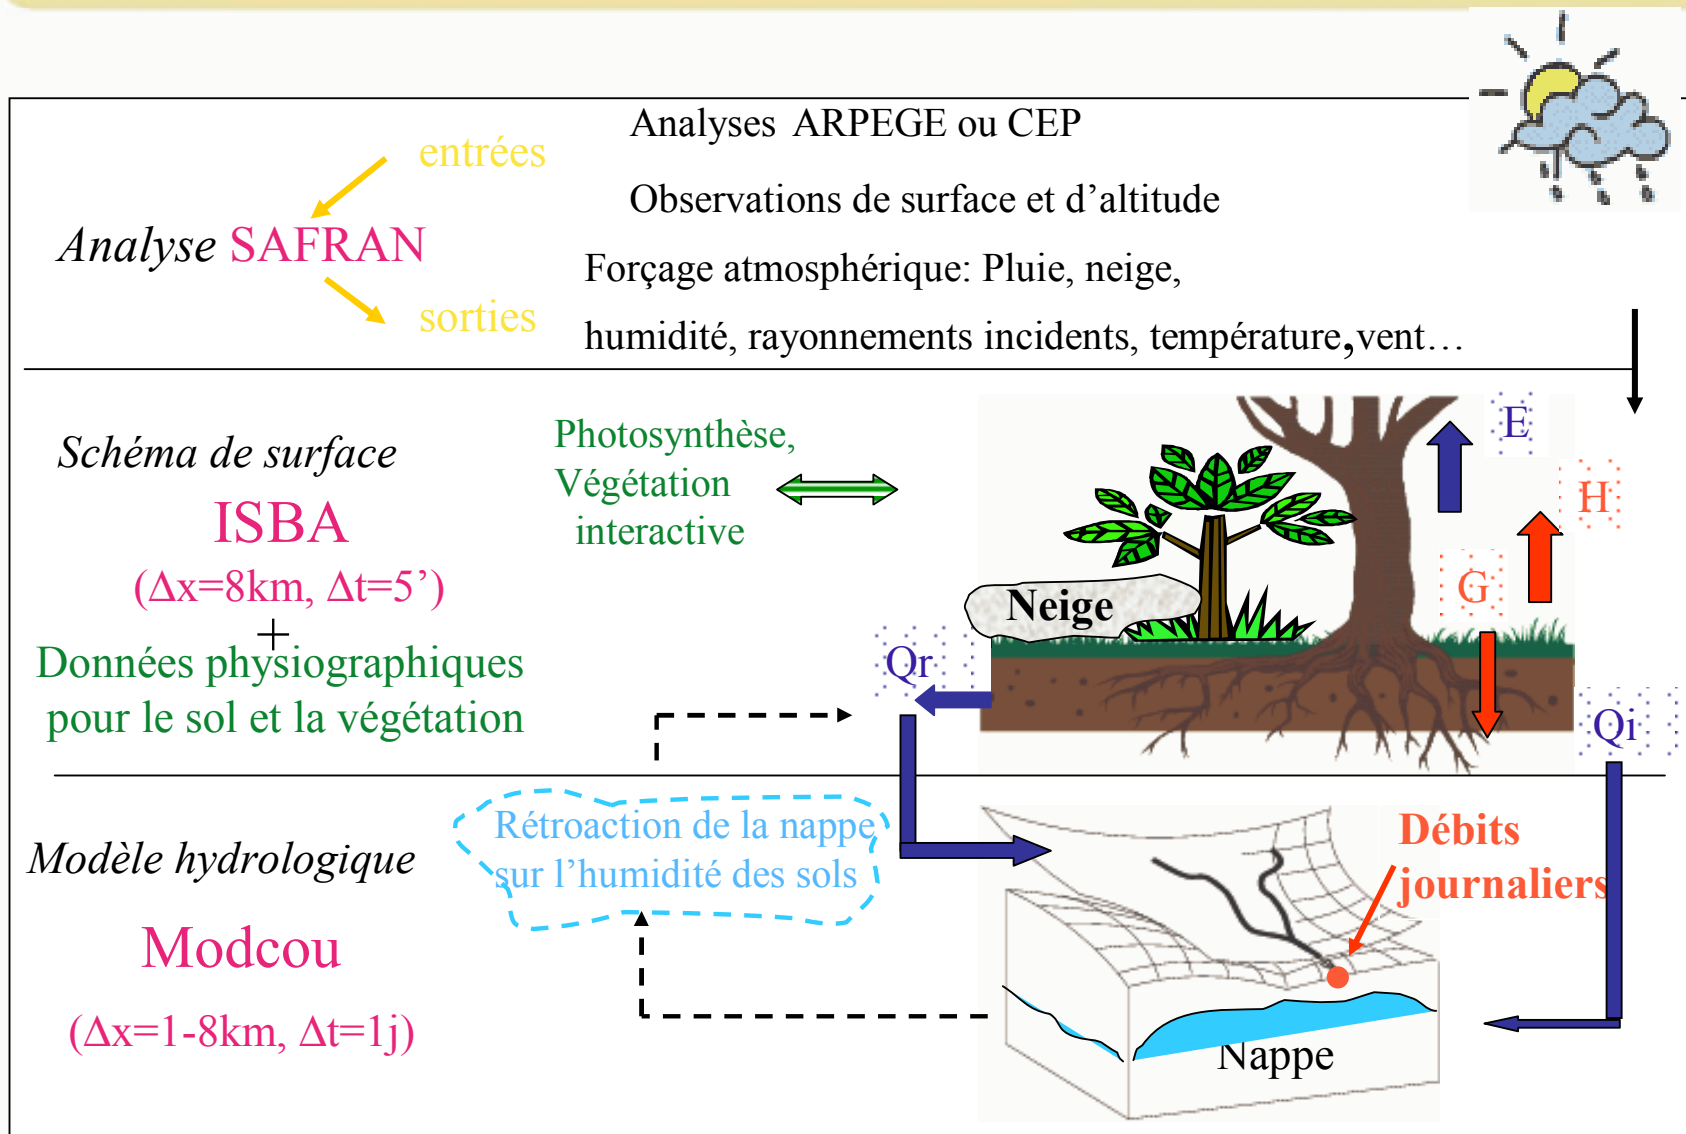 Analyses ARPEGE ou CEP
entrées
Observations de surface et d’altitude
Analyse SAFRAN
Forçage atmosphérique: Pluie, neige,
sorties
humidité, rayonnements incidents, température,vent…
Schéma de surface
ISBA
(Δx=8km, Δt=5’)
+
Données physiographiques
pour le sol et la végétation
Photosynthèse,
Végétation
interactive
E
H
G
Neige
Qr
Qi
Modèle hydrologique
Modcou
(Δx=1-8km, Δt=1j)
Rétroaction de la nappe
sur l’humidité des sols
Débits
journaliers
Nappe